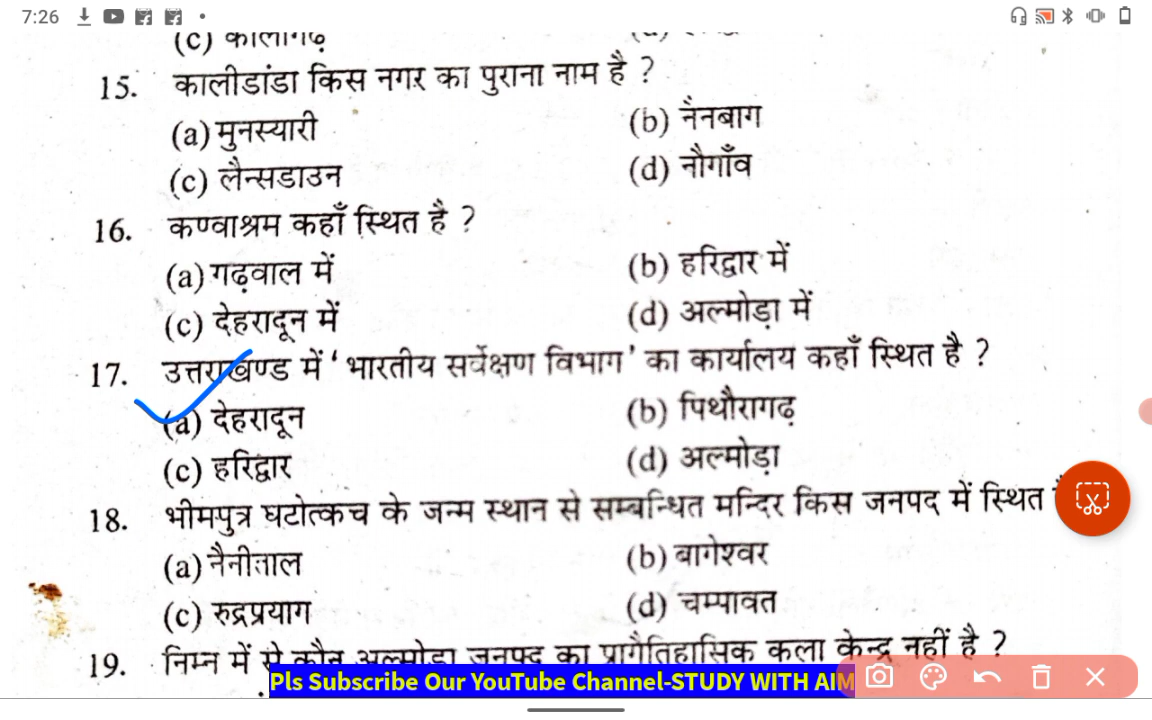 7:26
(c) कालागढ़
15. कालीडांडा किस नगर का पुराना नाम है ?
(a) मुनस्यारी (b) नैनबाग
(c) लैन्सडाउन (d) नौगाँव
16. कण्वाश्रम कहाँ स्थित है ?
(a) गढ़वाल में (b) हरिद्वार में
(c) देहरादून में (d) अल्मोड़ा में
17. उत्तराखण्ड में ' भारतीय सर्वेक्षण विभाग ' का कार्यालय कहाँ स्थित है ?
(a) देहरादून (b) पिथौरागढ़
(c) हरिद्वार (d) अल्मोड़ा
18. भीमपुत्र घटोत्कच के जन्म स्थान से सम्बन्धित मन्दिर किस जनपद में स्थित
(a) नैनीताल (b) बागेश्वर
(c) रुद्रप्रयाग (d) चम्पावत
19. निम्न में से कौन अल्मोड़ा जनपद का प्रागैतिहासिक कला केन्द्र नहीं है ?
Pls Subscribe Our YouTube Channel-STUDY WITH AIM